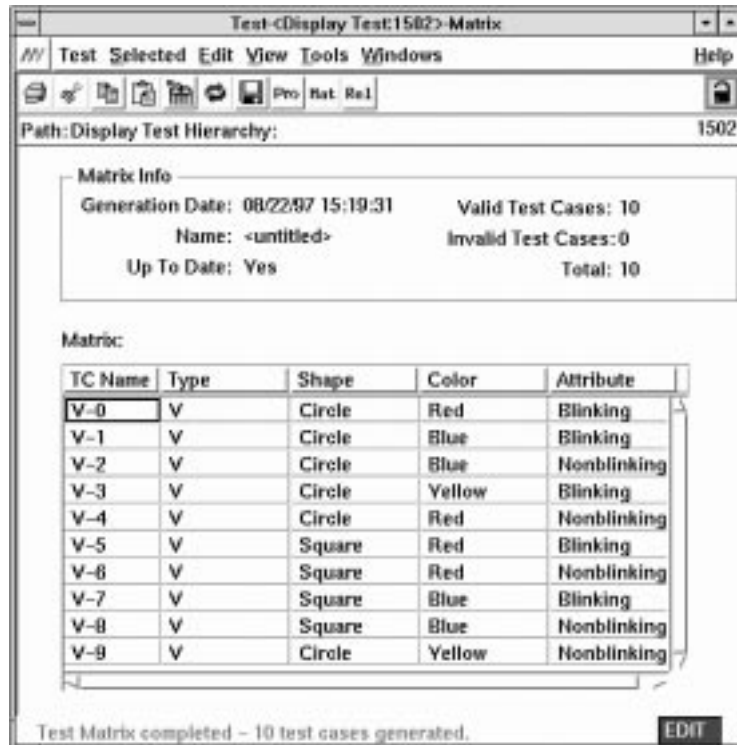 Test-<Display Test:1502>-Matrix
Test Selected Edit View Tools Windows Help
Pro Mat Rel
Path:Display Test Hierarchy: 1502
Matrix Info
Generation Date: 08/22/97 15:19:31 Valid Test Cases: 10
Name: <untitled> Invalid Test Cases:0
Up To Date: Yes Total: 10
Matrix:
TC Name Type Shape Color Attribute
V-0 V Circle Red Blinking
V-1 V Circle Blue Blinking
V-2 V Circle Blue Nonblinking
V-3 V Circle Yellow Blinking
V-4 V Circle Red Nonblinking
V-5 V Square Red Blinking
V-6 V Square Red Nonblinking
V-7 V Square Blue Blinking
V-8 V Square Blue Nonblinking
V-9 V Circle Yellow Nonblinking
Test Matrix completed - 10 test cases generated. EDIT